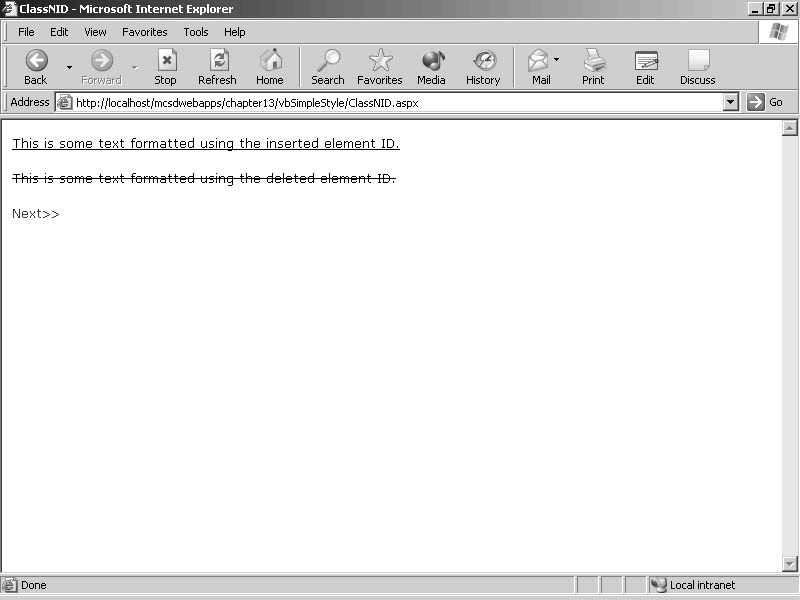 ClassNID - Microsoft Internet Explorer
File Edit View Favorites Tools Help
Back Forward Stop Refresh Home Search Favorites Media History Mail Print Edit Discuss
Address http://localhost/mcsdwebapps/chapter13/vbSimpleStyle/ClassNID.aspx Go
This is some text formatted using the inserted element ID.
This is some text formatted using the deleted element ID.
Next>>
Done Local intranet